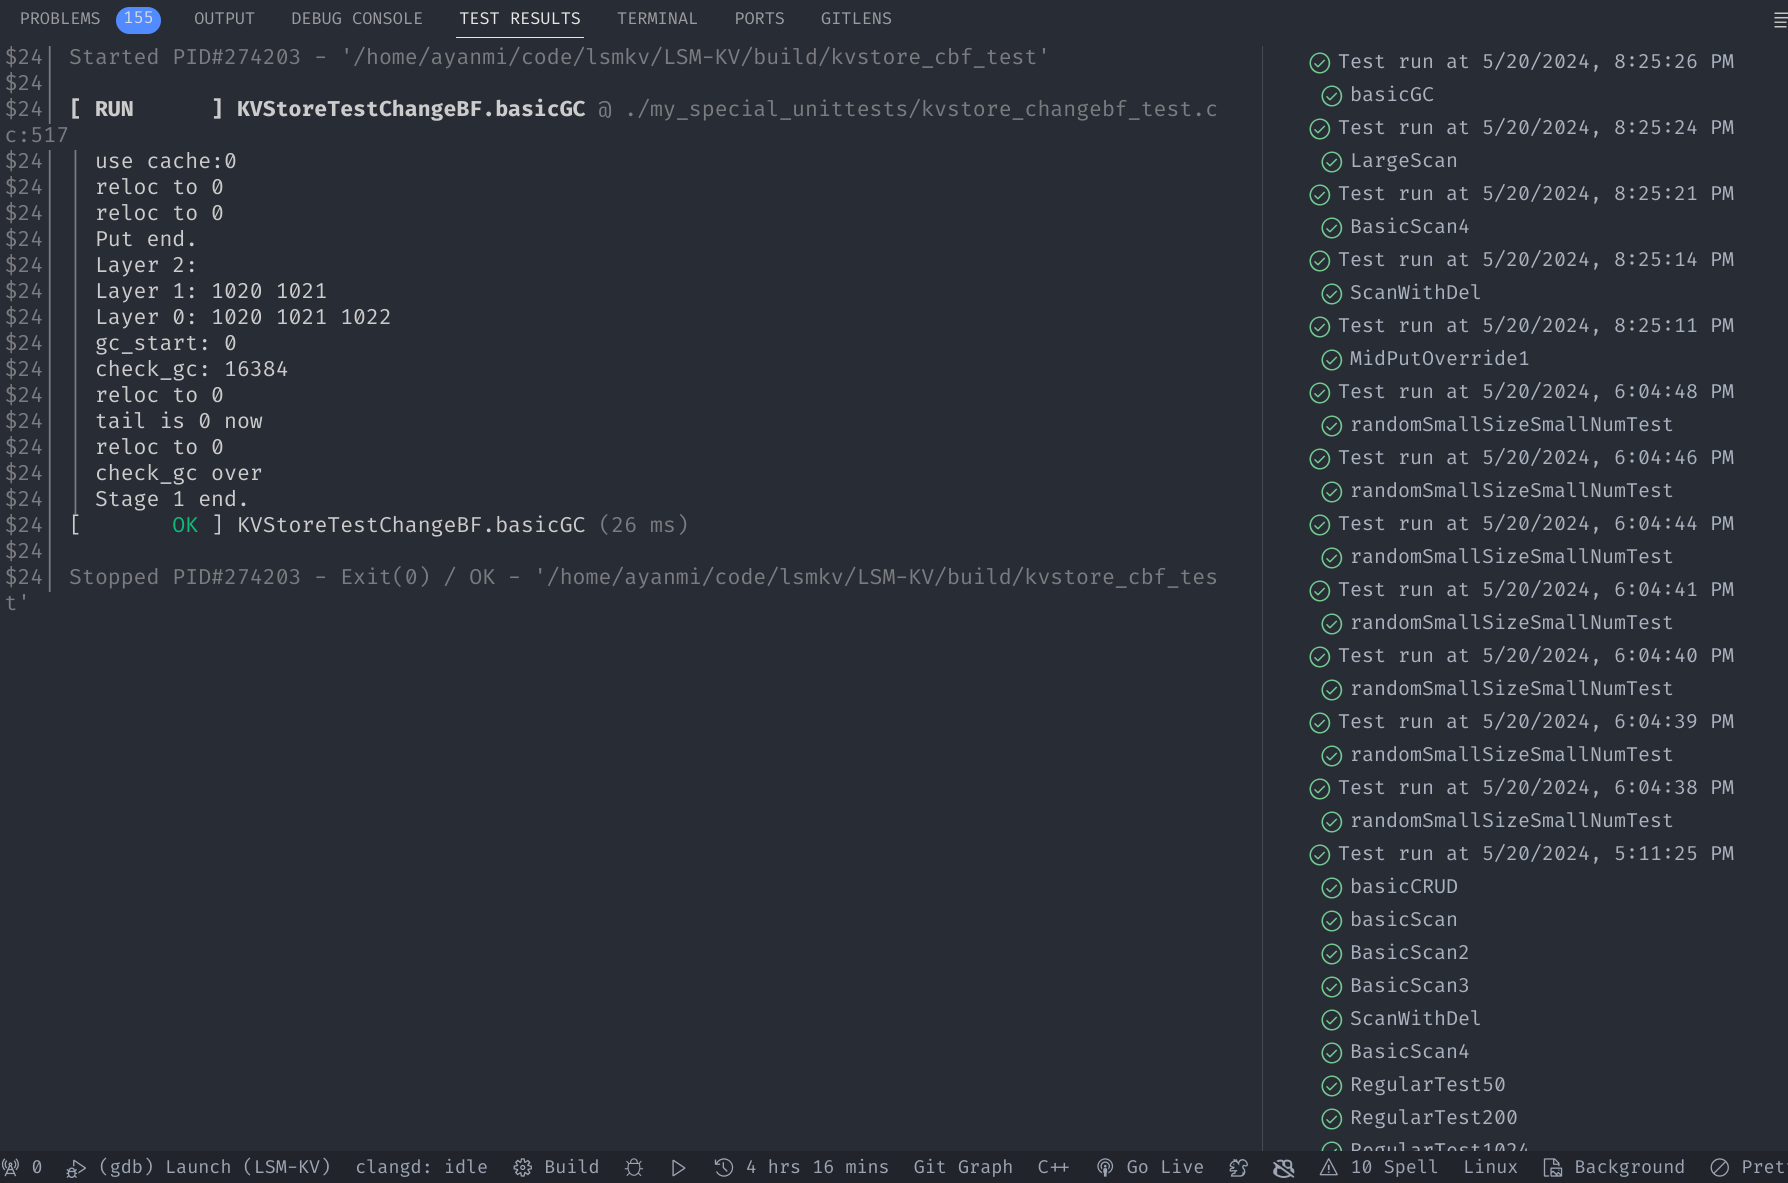 PROBLEMS 155 OUTPUT DEBUG CONSOLE TEST RESULTS TERMINAL PORTS GITLENS
$24| Started PID#274203 - '/home/ayanmi/code/lsmkv/LSM-KV/build/kvstore_cbf_test'
$24|
$24| [ RUN      ] KVStoreTestChangeBF.basicGC @ ./my_special_unittests/kvstore_changebf_test.c
c:517
$24| | use cache:0
$24| | reloc to 0
$24| | reloc to 0
$24| | Put end.
$24| | Layer 2:
$24| | Layer 1: 1020 1021
$24| | Layer 0: 1020 1021 1022
$24| | gc_start: 0
$24| | check_gc: 16384
$24| | reloc to 0
$24| | tail is 0 now
$24| | reloc to 0
$24| | check_gc over
$24| | Stage 1 end.
$24| [       OK ] KVStoreTestChangeBF.basicGC (26 ms)
$24|
$24| Stopped PID#274203 - Exit(0) / OK - '/home/ayanmi/code/lsmkv/LSM-KV/build/kvstore_cbf_tes
t'
Test run at 5/20/2024, 8:25:26 PM
basicGC
Test run at 5/20/2024, 8:25:24 PM
LargeScan
Test run at 5/20/2024, 8:25:21 PM
BasicScan4
Test run at 5/20/2024, 8:25:14 PM
ScanWithDel
Test run at 5/20/2024, 8:25:11 PM
MidPutOverride1
Test run at 5/20/2024, 6:04:48 PM
randomSmallSizeSmallNumTest
Test run at 5/20/2024, 6:04:46 PM
randomSmallSizeSmallNumTest
Test run at 5/20/2024, 6:04:44 PM
randomSmallSizeSmallNumTest
Test run at 5/20/2024, 6:04:41 PM
randomSmallSizeSmallNumTest
Test run at 5/20/2024, 6:04:40 PM
randomSmallSizeSmallNumTest
Test run at 5/20/2024, 6:04:39 PM
randomSmallSizeSmallNumTest
Test run at 5/20/2024, 6:04:38 PM
randomSmallSizeSmallNumTest
Test run at 5/20/2024, 5:11:25 PM
basicCRUD
basicScan
BasicScan2
BasicScan3
ScanWithDel
BasicScan4
RegularTest50
RegularTest200
RegularTest1024
0 (gdb) Launch (LSM-KV) clangd: idle Build 4 hrs 16 mins Git Graph C++ Go Live 10 Spell Linux Background Pret